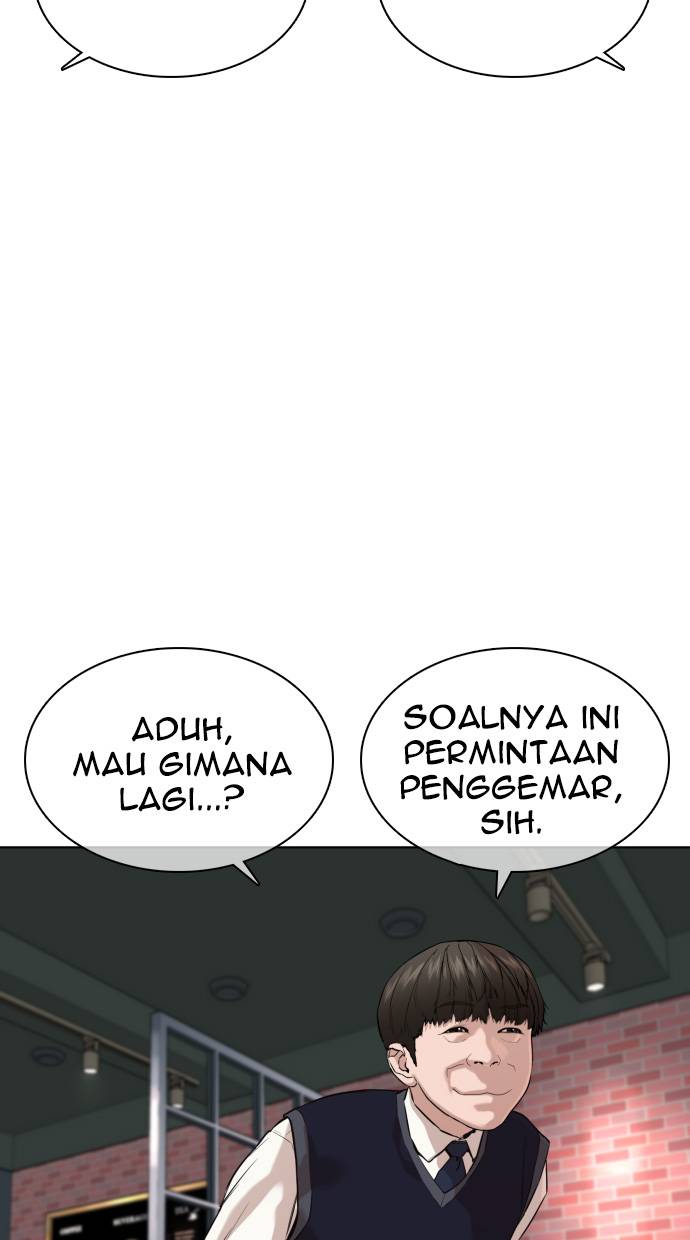 ADUH,
MAU GIMANA
LAGI...?
SOALNYA INI
PERMINTAAN
PENGGEMAR,
SIH.